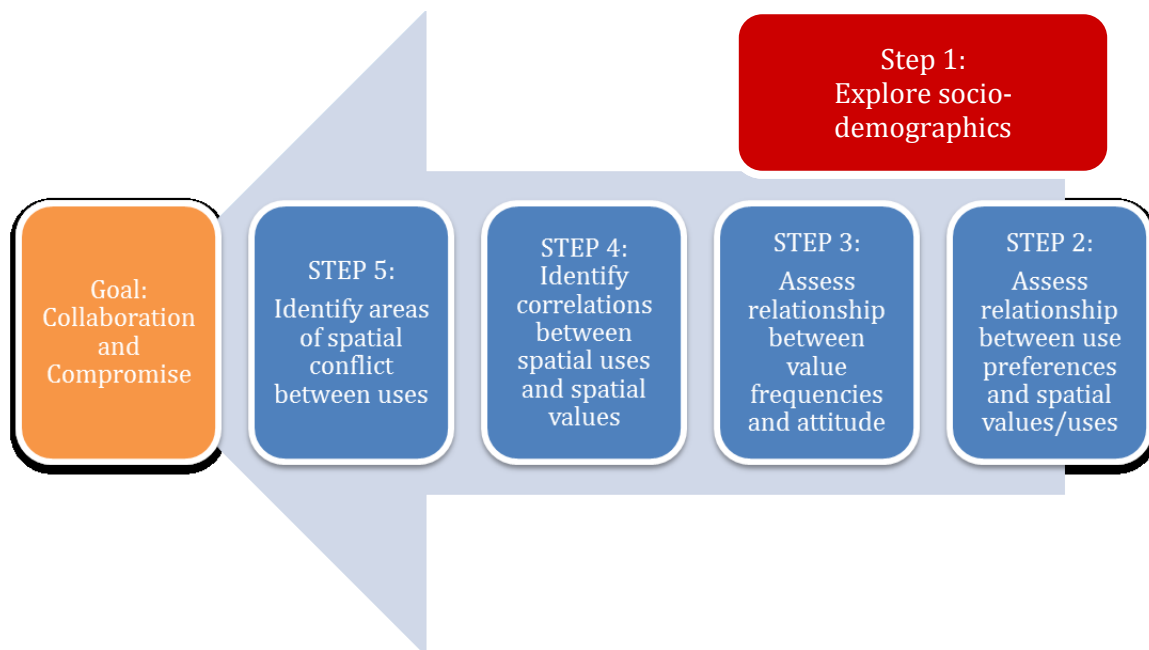 Step 1:
Explore socio-
demographics
Goal:
Collaboration
and
Compromise
STEP 5:
Identify areas
of spatial
conflict
between uses
STEP 4:
Identify
correlations
between
spatial uses
and spatial
values
STEP 3:
Assess
relationship
between
value
frequencies
and attitude
STEP 2:
Assess
relationship
between use
preferences
and spatial
values/uses